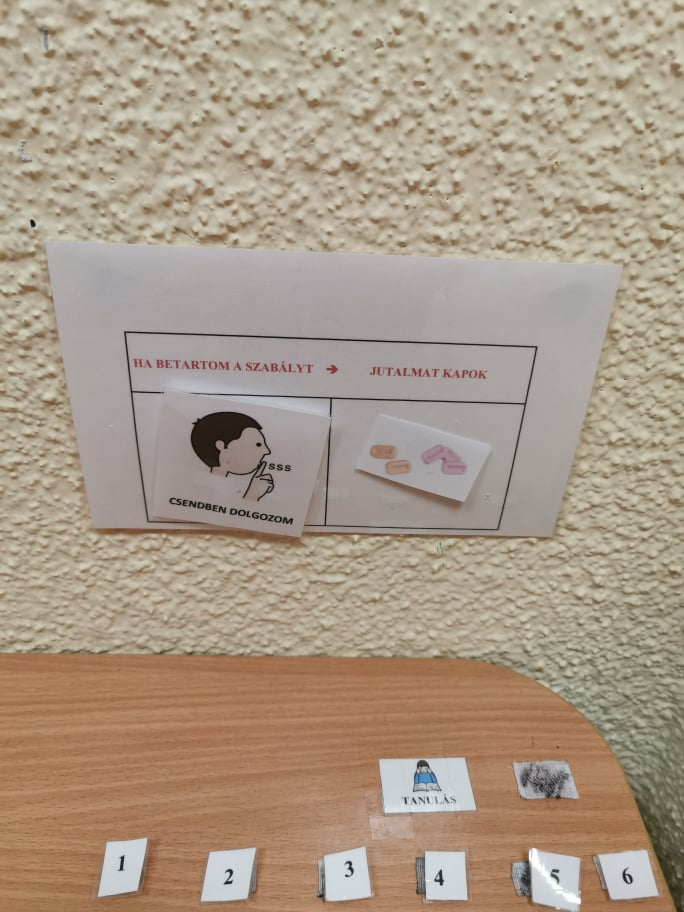 HA BETARTOM A SZABÁLYT ➔ JUTALMAT KAPOK
sss
CSENDBEN DOLGOZOM
TANULÁS
1 2 3 4 5 6